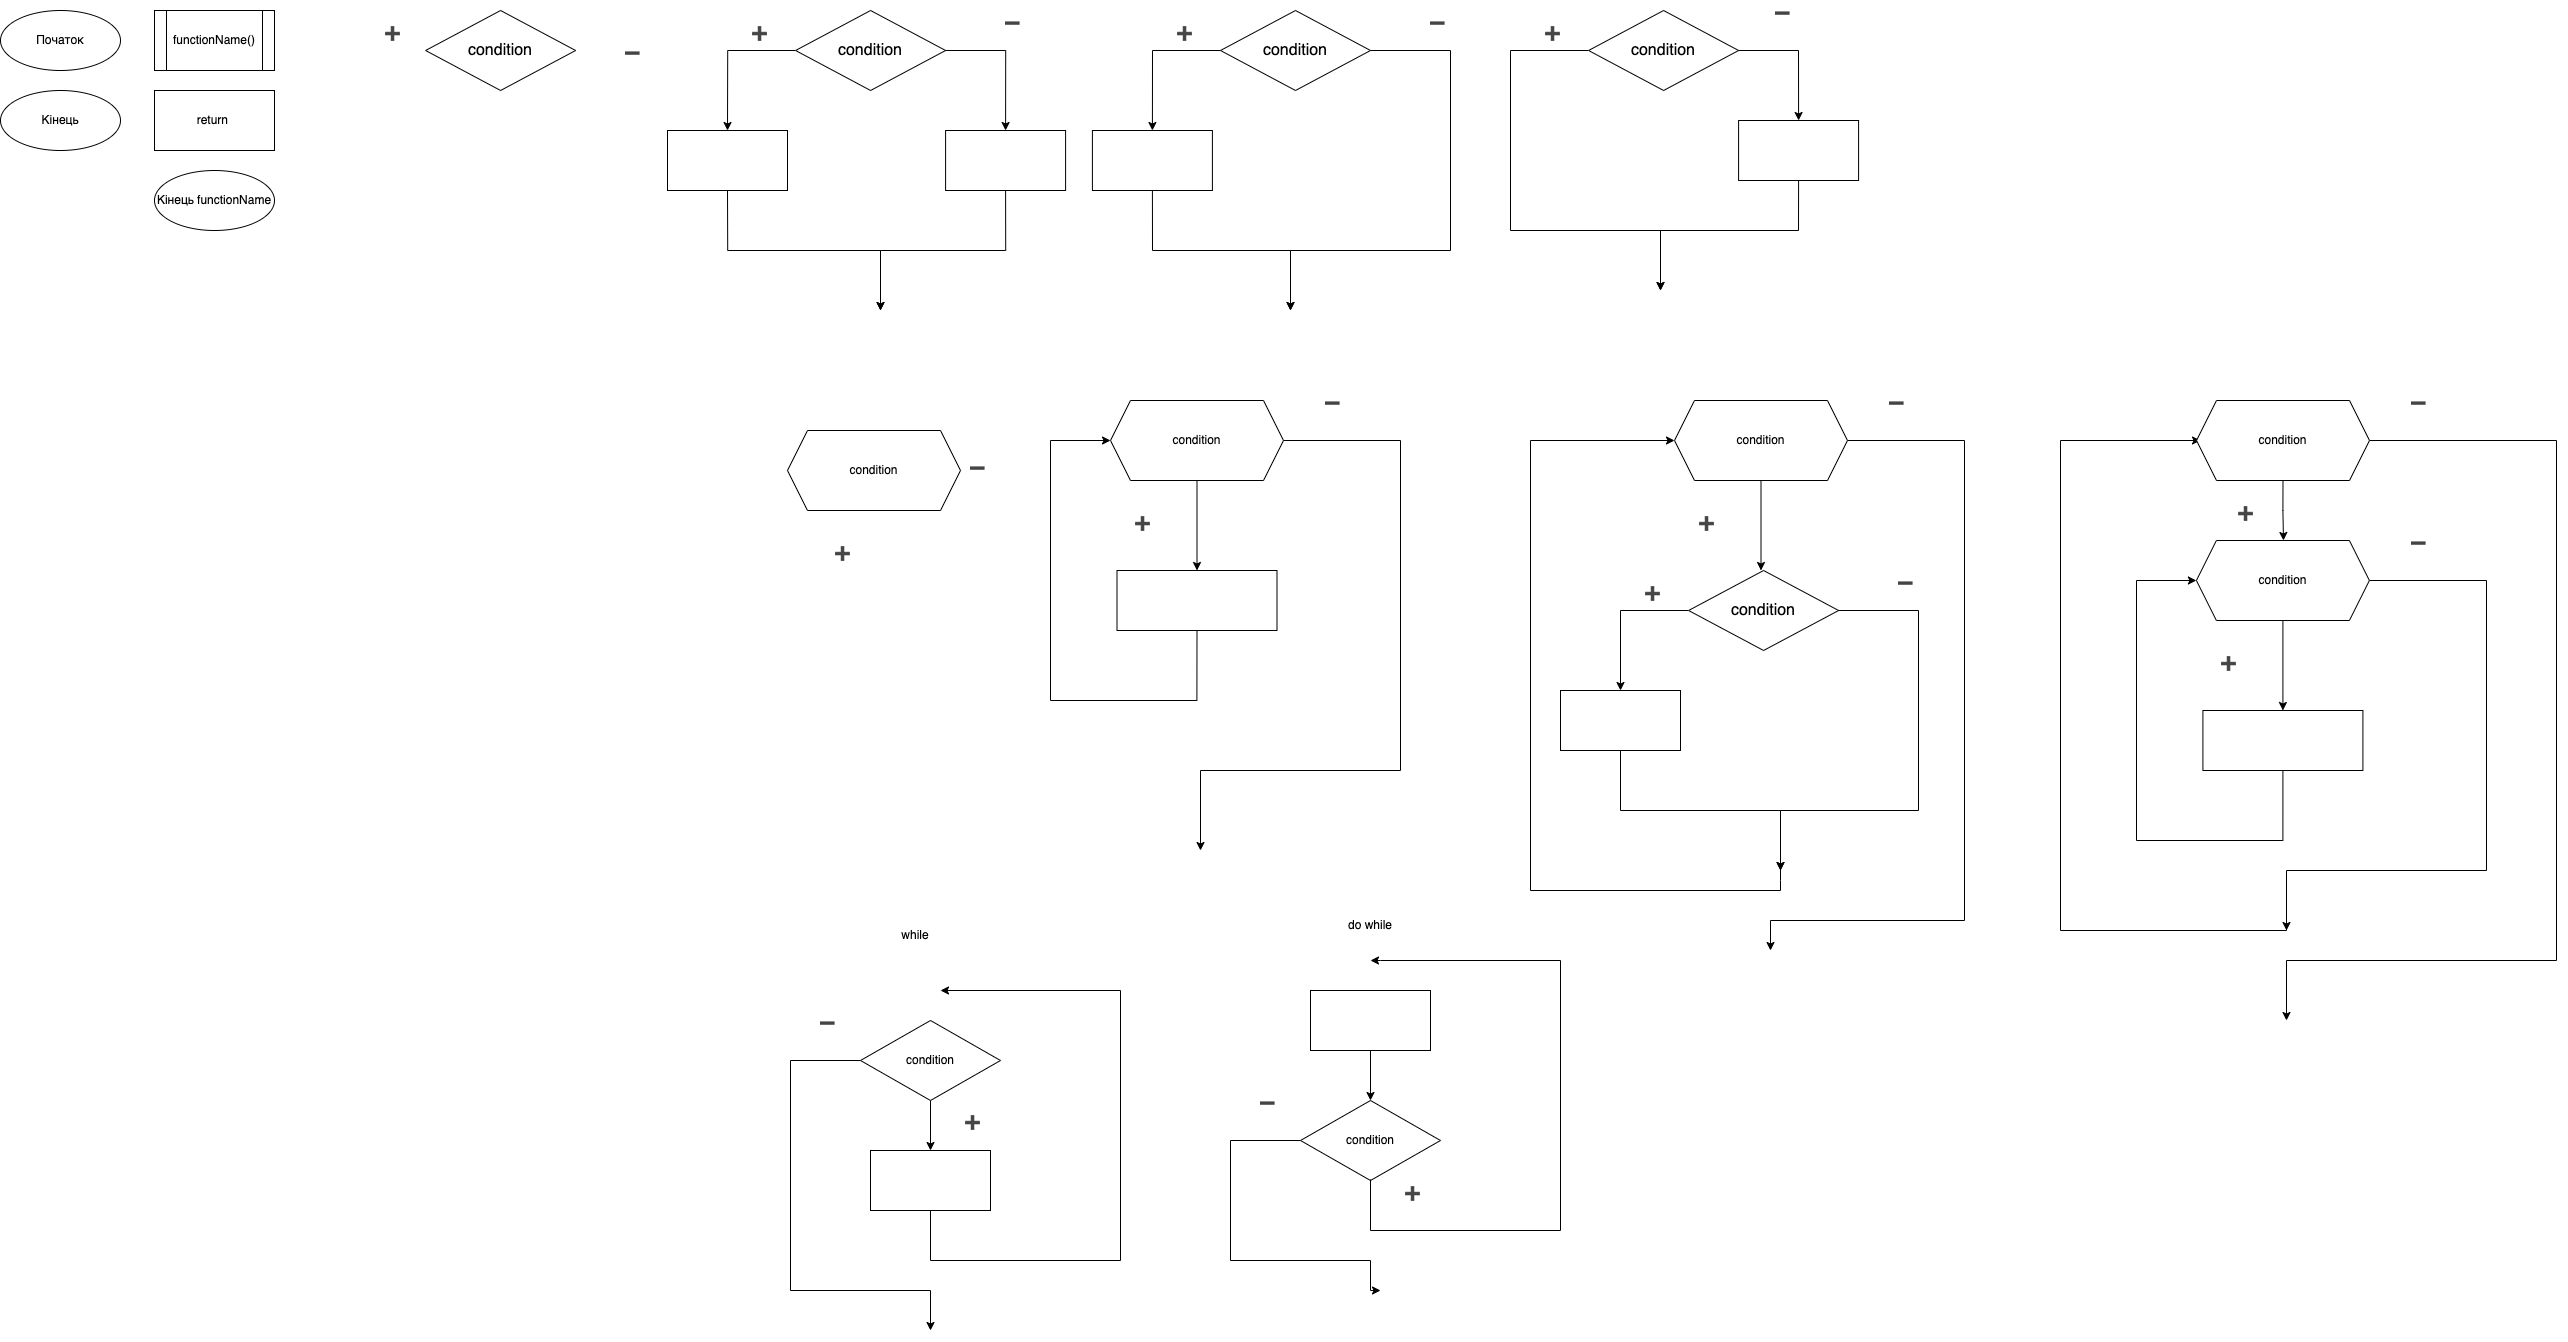 Початок
functionName()
+
condition
−
+
condition
−
+
condition
−
+
condition
−
Кінець
return
Кінець functionName
condition
−
+
condition
−
+
condition
−
+
+
condition
−
condition
−
+
condition
−
+
while
−
condition
+
do while
−
condition
+